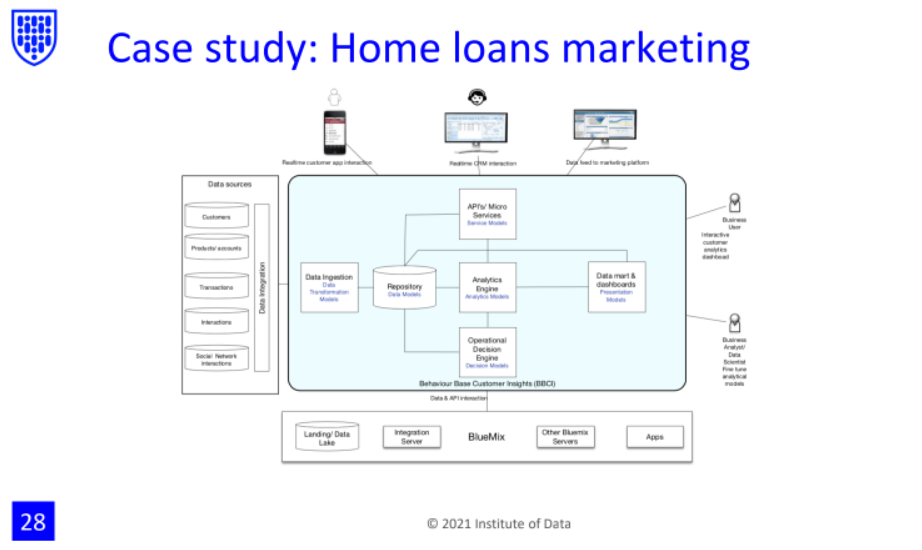 Case study: Home loans marketing
Realtime customer app interaction
Realtime CRM interaction
Data feed to marketing platform
Data sources
Customers
Products/ accounts
Transactions
Interactions
Social Network
interactions
Data Integration
API's/ Micro
Services
Service Models
Data Ingestion
Data
Transformation
Models
Repository
Data Models
Analytics
Engine
Analytics Models
Data mart &
dashboards
Presentation
Models
Operational
Decision
Engine
Decision Models
Behaviour Base Customer Insights (BBCI)
Business
User
Interactive
customer
analytics
dashboad
Business
Analyst/
Data
Scientist
Fine tune
analytical
models
Data & API interaction
Landing/ Data
Lake
Integration
Server
BlueMix
Other Bluemix
Servers
Apps
28
© 2021 Institute of Data